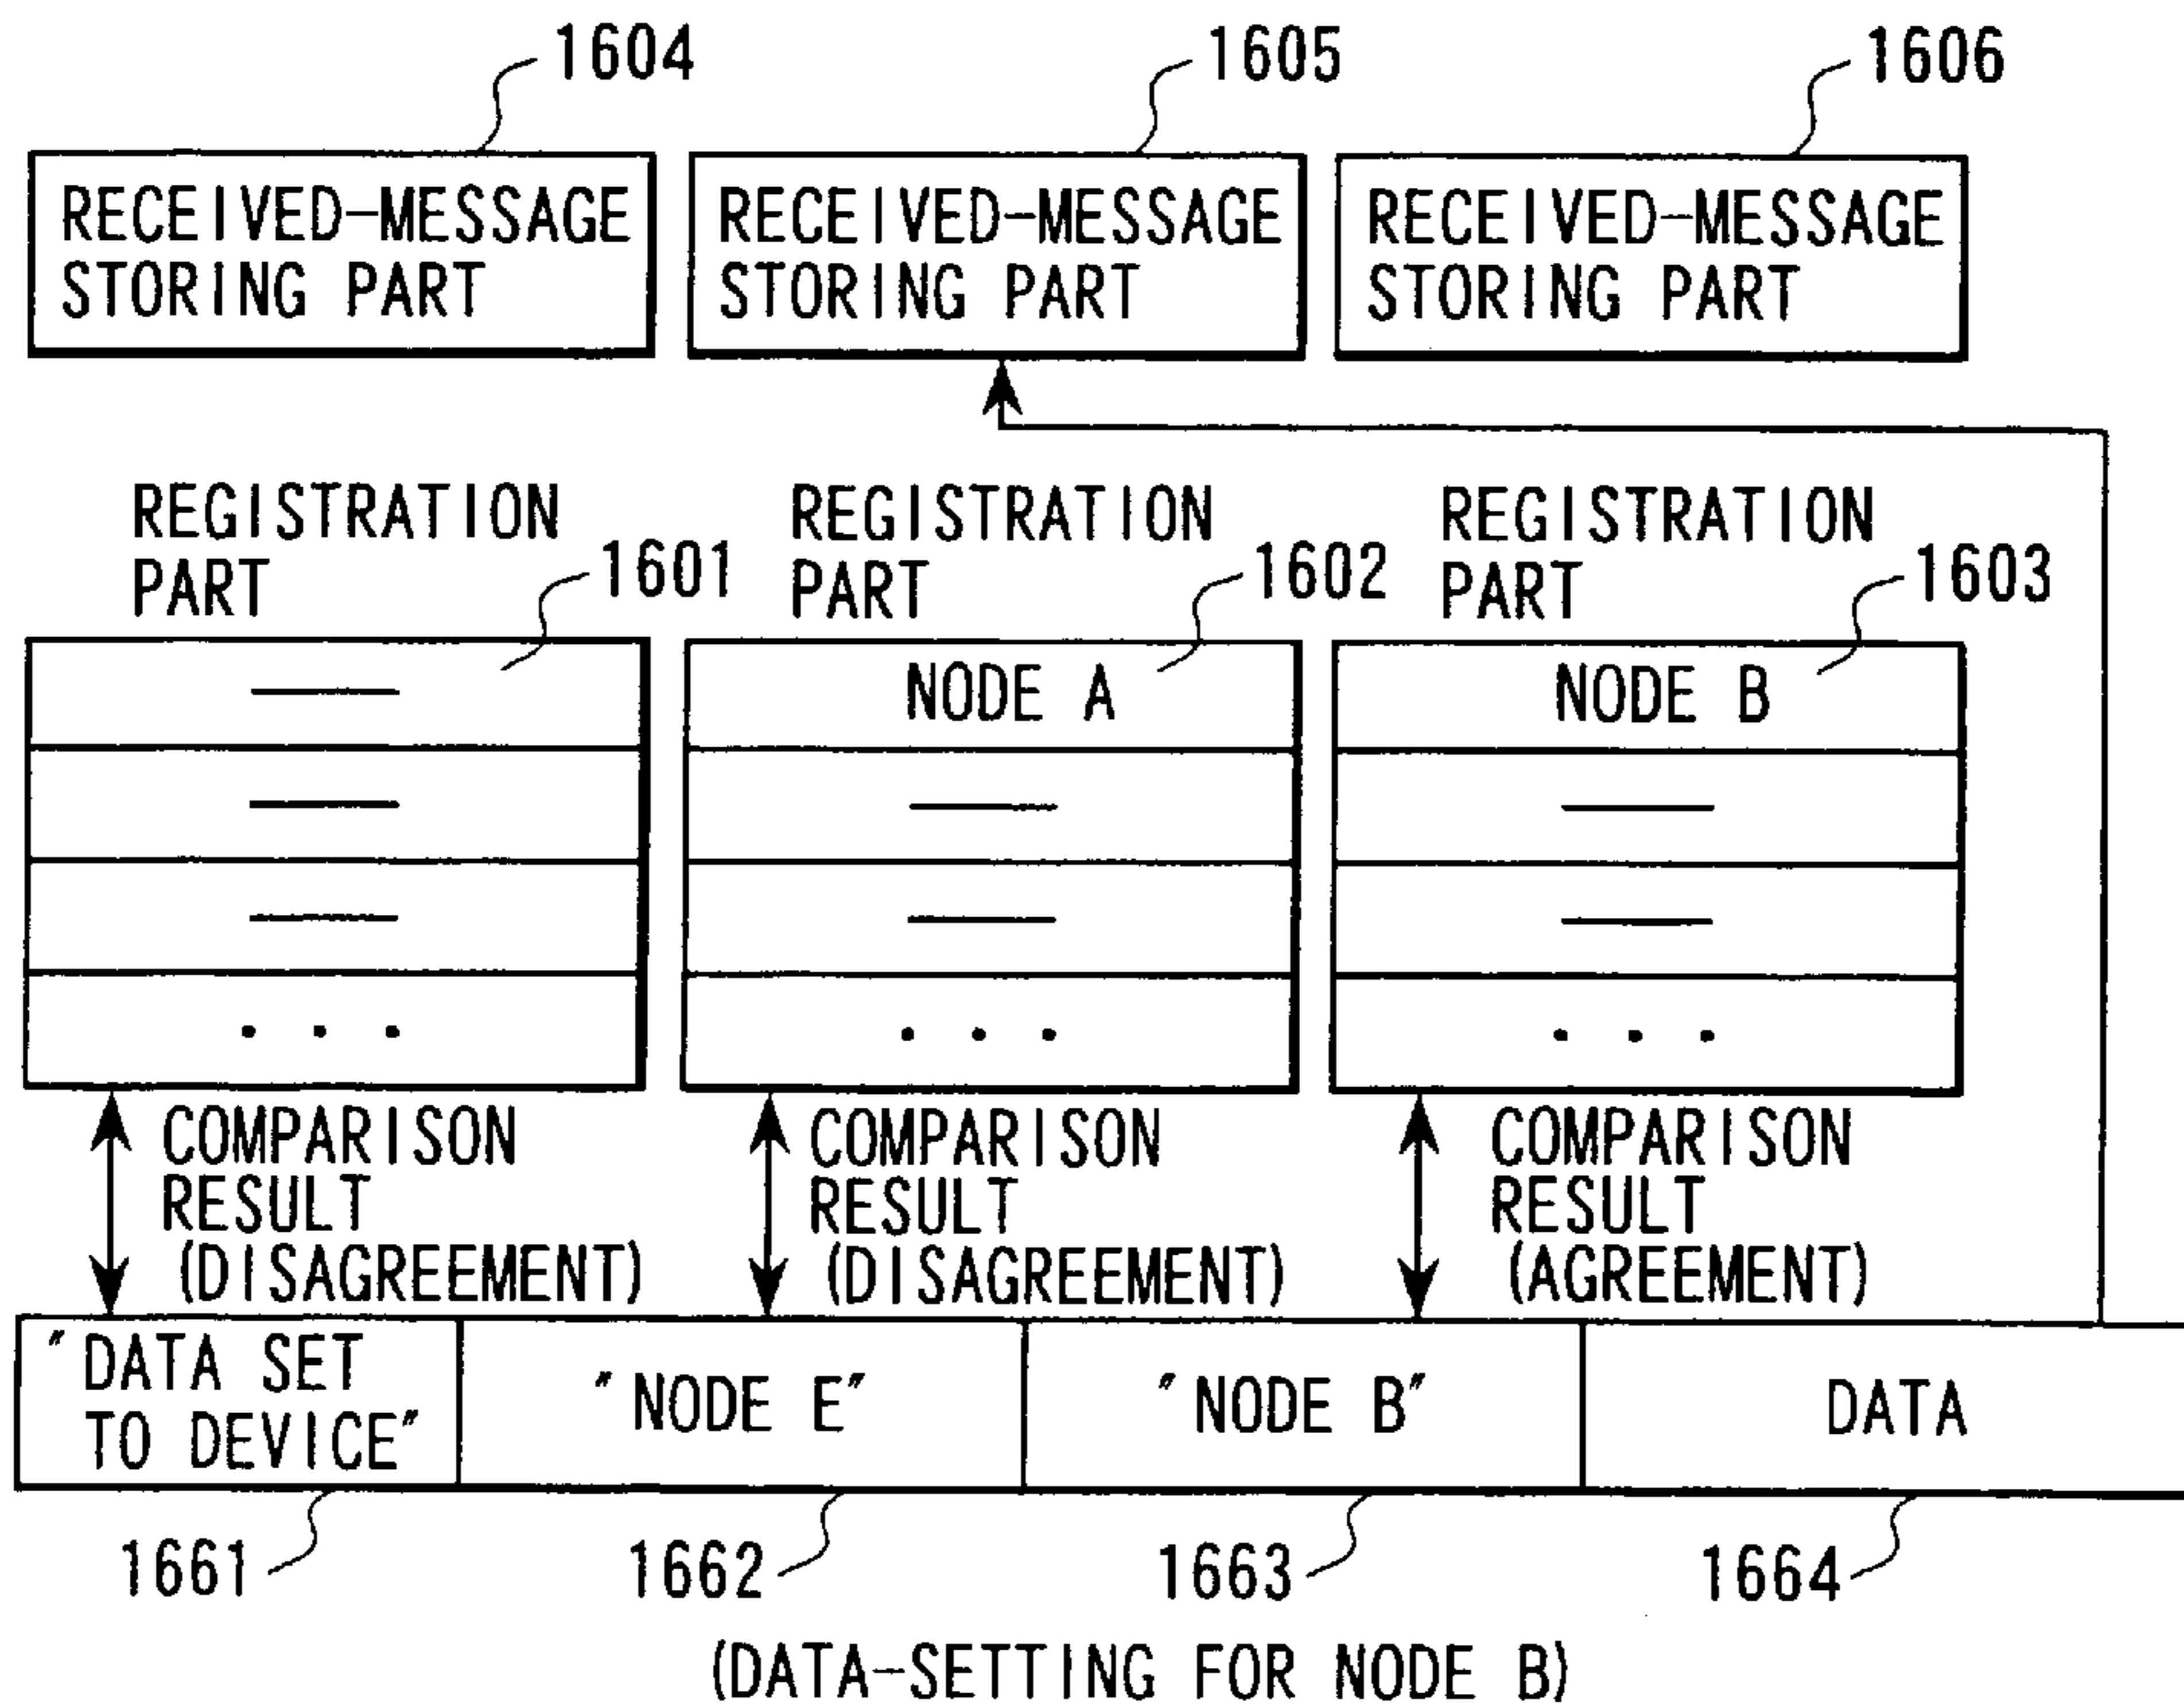 1604
1605
1606
RECEIVED-MESSAGE
STORING PART
RECEIVED-MESSAGE
STORING PART
RECEIVED-MESSAGE
STORING PART
REGISTRATION
PART
1601
REGISTRATION
PART
1602
REGISTRATION
PART
1603
NODE A
NODE B
. . .
. . .
. . .
COMPARISON
RESULT
(DISAGREEMENT)
COMPARISON
RESULT
(DISAGREEMENT)
COMPARISON
RESULT
(AGREEMENT)
"DATA SET
TO DEVICE"
"NODE E"
"NODE B"
DATA
1661
1662
1663
1664
(DATA-SETTING FOR NODE B)